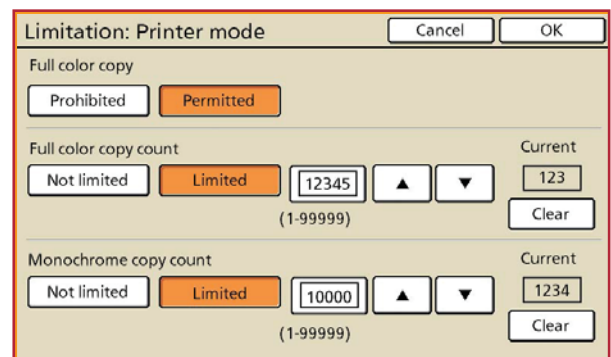 Limitation: Printer mode Cancel OK
Full color copy
Prohibited Permitted
Full color copy count Current
Not limited Limited 12345 ▲ ▼ 123
(1-99999) Clear
Monochrome copy count Current
Not limited Limited 10000 ▲ ▼ 1234
(1-99999) Clear